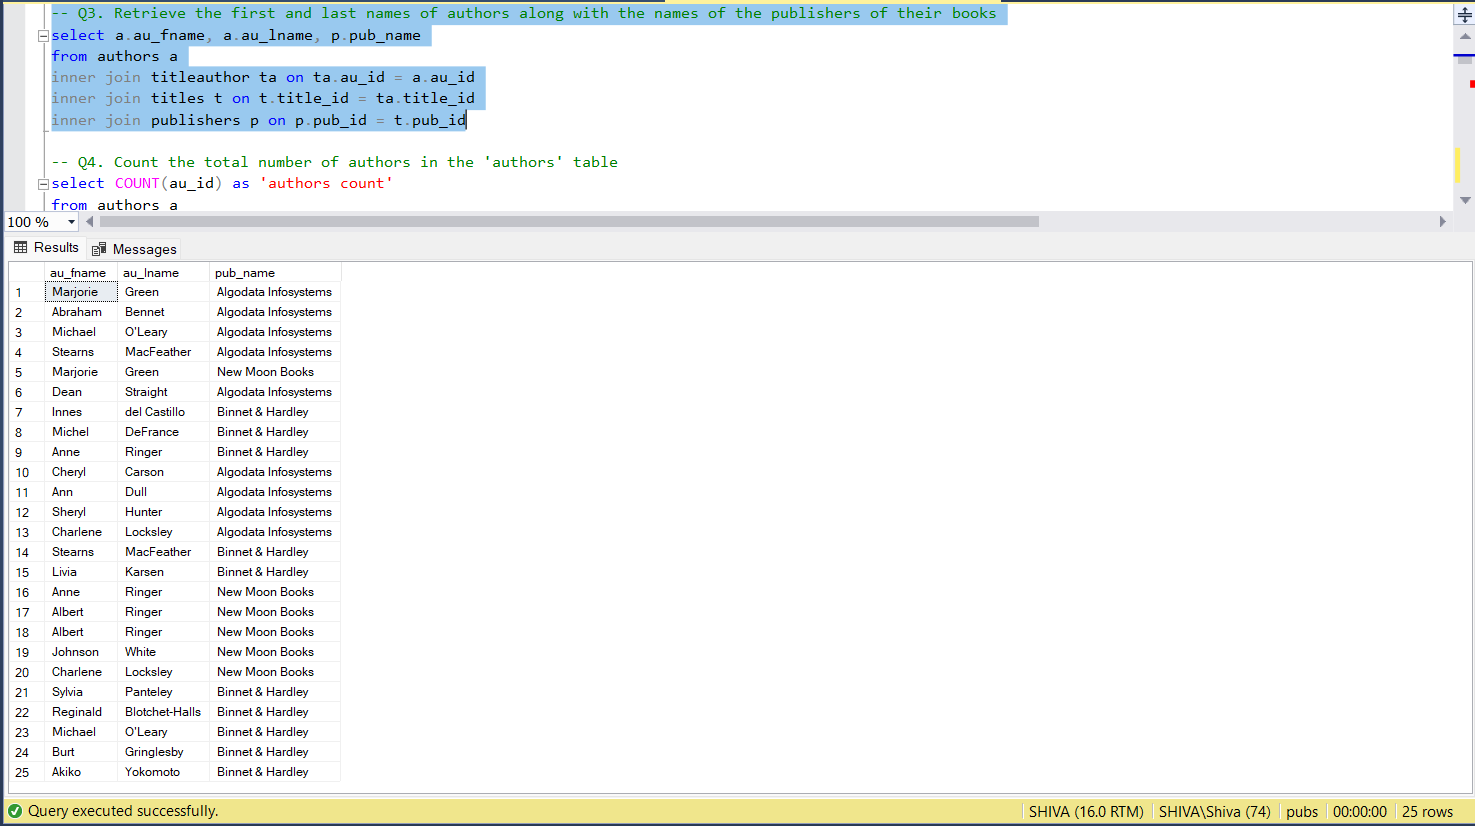 -- Q3. Retrieve the first and last names of authors along with the names of the publishers of their books
select a.au_fname, a.au_lname, p.pub_name
from authors a
inner join titleauthor ta on ta.au_id = a.au_id
inner join titles t on t.title_id = ta.title_id
inner join publishers p on p.pub_id = t.pub_id
-- Q4. Count the total number of authors in the 'authors' table
select COUNT(au_id) as 'authors count'
from authors a
100 %
Results Messages
au_fname au_lname pub_name
1 Marjorie Green Algodata Infosystems
2 Abraham Bennet Algodata Infosystems
3 Michael O'Leary Algodata Infosystems
4 Stearns MacFeather Algodata Infosystems
5 Marjorie Green New Moon Books
6 Dean Straight Algodata Infosystems
7 Innes del Castillo Binnet & Hardley
8 Michel DeFrance Binnet & Hardley
9 Anne Ringer Binnet & Hardley
10 Cheryl Carson Algodata Infosystems
11 Ann Dull Algodata Infosystems
12 Sheryl Hunter Algodata Infosystems
13 Charlene Locksley Algodata Infosystems
14 Stearns MacFeather Binnet & Hardley
15 Livia Karsen Binnet & Hardley
16 Anne Ringer New Moon Books
17 Albert Ringer New Moon Books
18 Albert Ringer New Moon Books
19 Johnson White New Moon Books
20 Charlene Locksley New Moon Books
21 Sylvia Panteley Binnet & Hardley
22 Reginald Blotchet-Halls Binnet & Hardley
23 Michael O'Leary Binnet & Hardley
24 Burt Gringlesby Binnet & Hardley
25 Akiko Yokomoto Binnet & Hardley
Query executed successfully. SHIVA (16.0 RTM) SHIVA\Shiva (74) pubs 00:00:00 25 rows